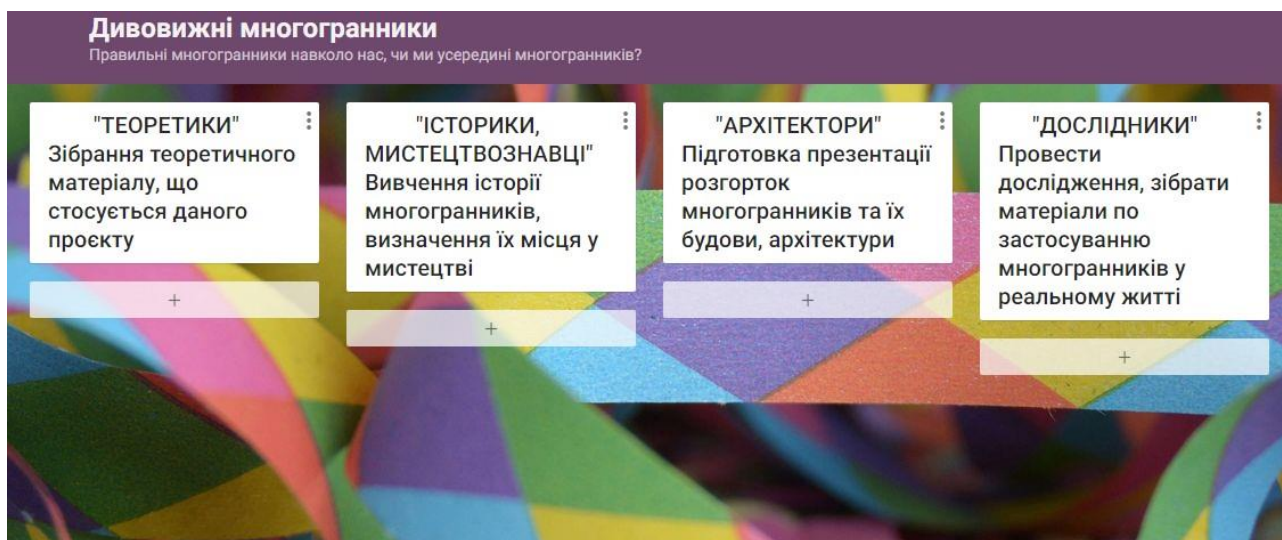 Дивовижні многогранники
Правильні многогранники навколо нас, чи ми усередині многогранників?
"ТЕОРЕТИКИ"
Зібрання теоретичного
матеріалу, що
стосується даного
проєкту
+
"ІСТОРИКИ,
МИСТЕЦТВОЗНАВЦІ"
Вивчення історії
многогранників,
визначення їх місця у
мистецтві
+
"АРХІТЕКТОРИ"
Підготовка презентації
розгорток
многогранників та їх
будови, архітектури
+
"ДОСЛІДНИКИ"
Провести
дослідження, зібрати
матеріали по
застосуванню
многогранників у
реальному житті
+